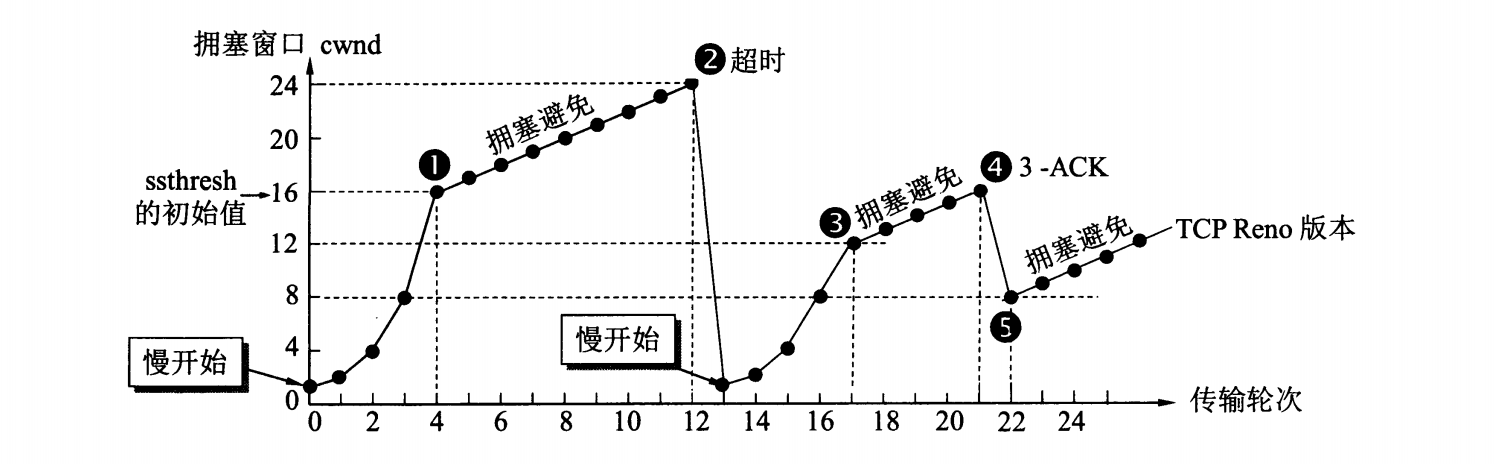 拥塞窗口 cwnd
❷超时
24
拥塞避免
20
❶
❹ 3 -ACK
ssthresh
的初始值
16
❸
拥塞避免
12
拥塞避免
TCP Reno 版本
8
❺
慢开始
4
慢开始
0
0 2 4 6 8 10 12 14 16 18 20 22 24
传输轮次